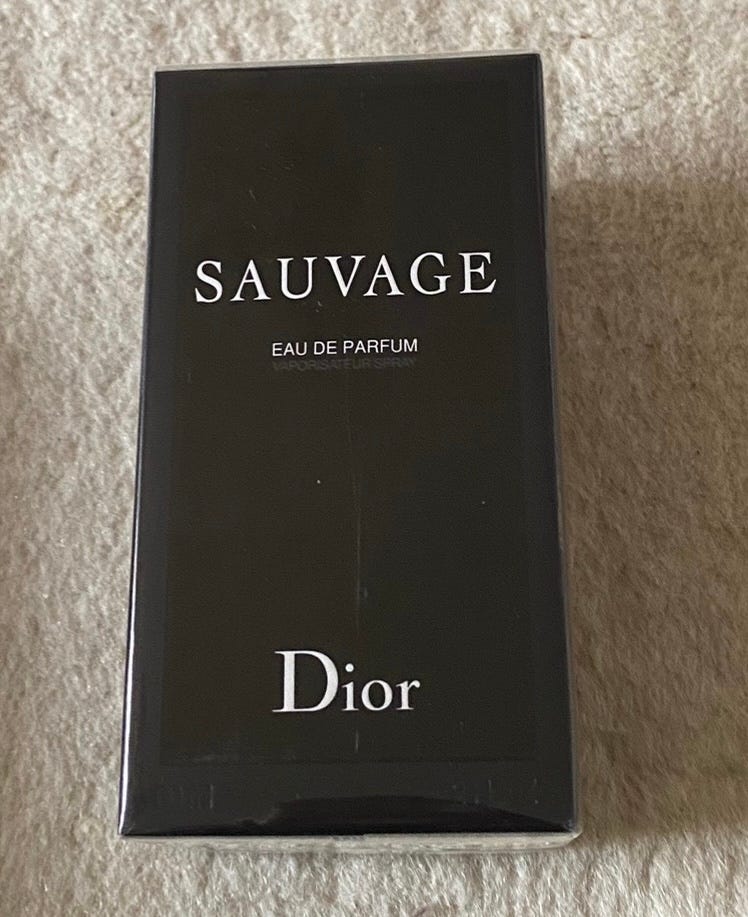 SAUVAGE
EAU DE PARFUM
VAPORISATEUR SPRAY
Dior